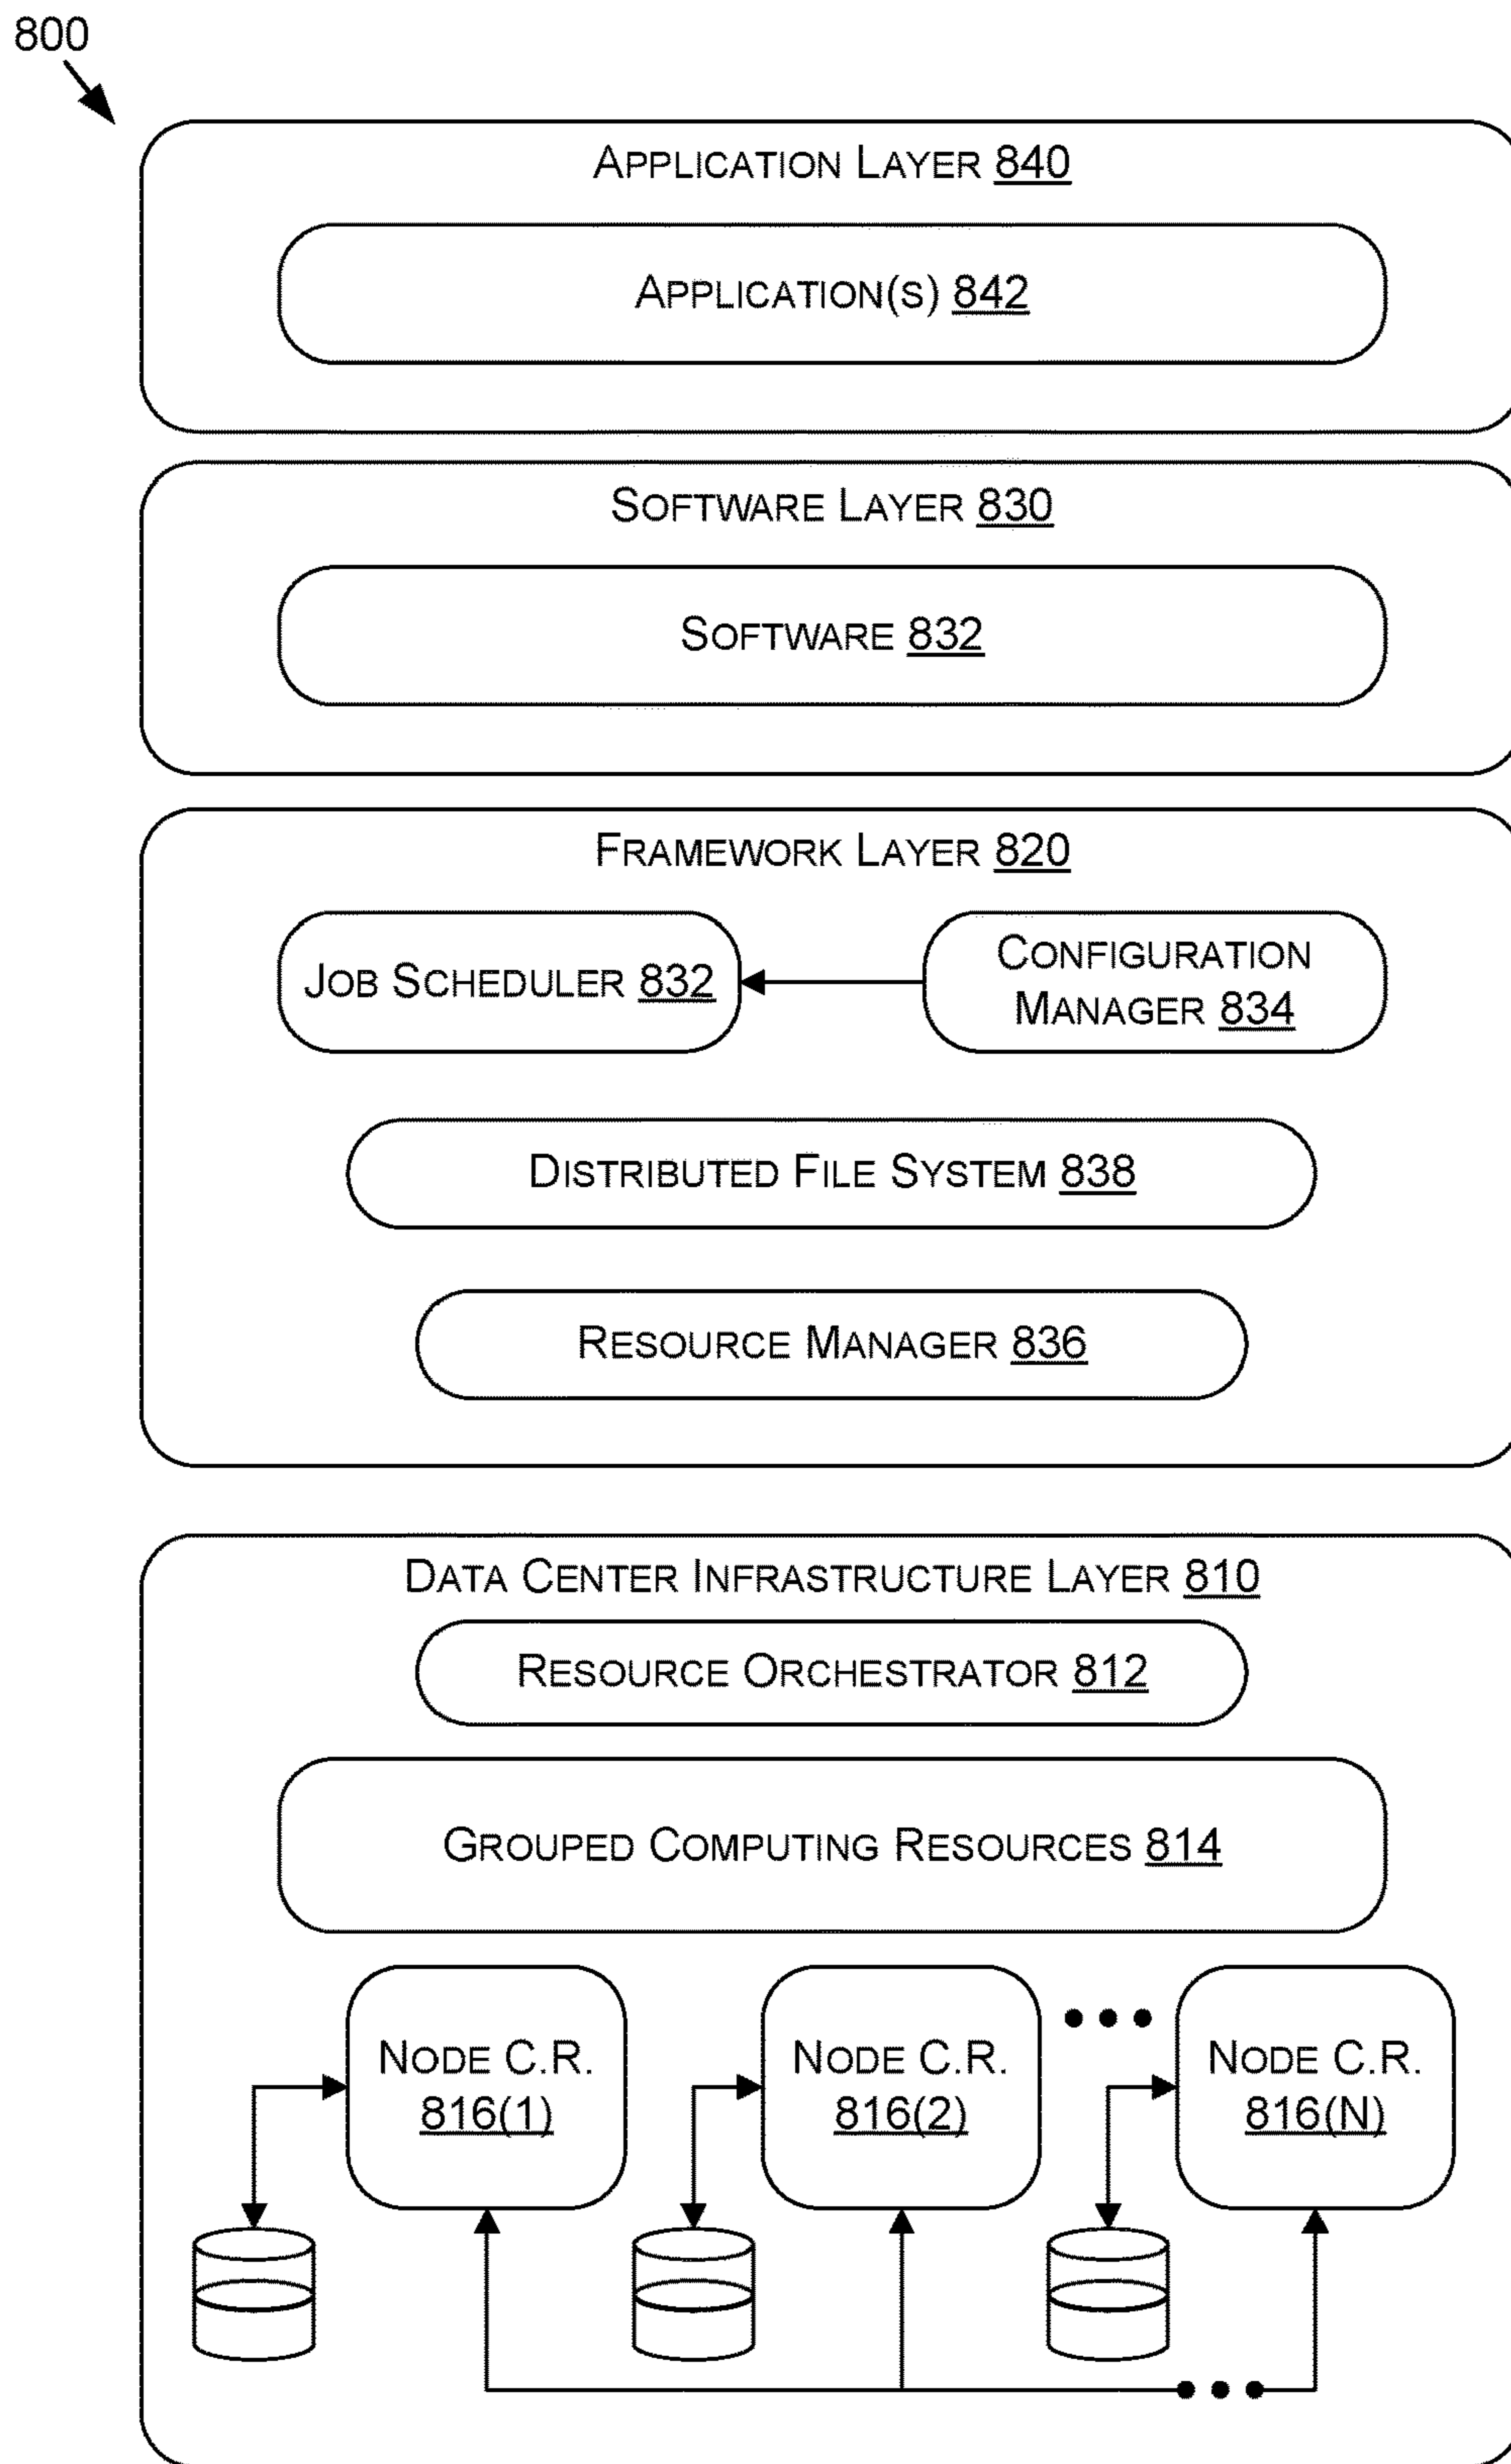 800
APPLICATION LAYER 840
APPLICATION(S) 842
SOFTWARE LAYER 830
SOFTWARE 832
FRAMEWORK LAYER 820
JOB SCHEDULER 832
CONFIGURATION
MANAGER 834
DISTRIBUTED FILE SYSTEM 838
RESOURCE MANAGER 836
DATA CENTER INFRASTRUCTURE LAYER 810
RESOURCE ORCHESTRATOR 812
GROUPED COMPUTING RESOURCES 814
NODE C.R.
816(1)
NODE C.R.
816(2)
NODE C.R.
816(N)